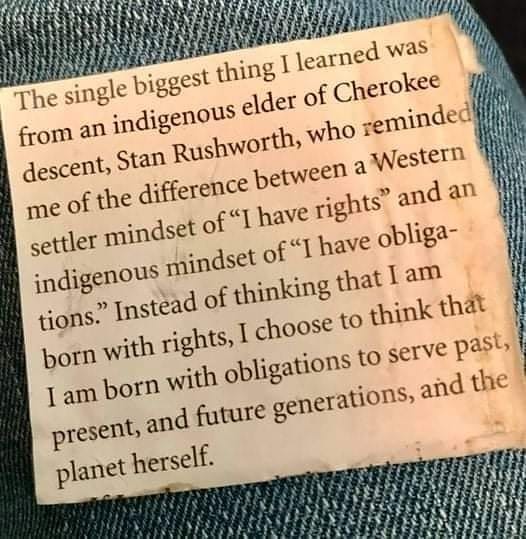 The single biggest thing I learned was
from an indigenous elder of Cherokee
descent, Stan Rushworth, who reminded
me of the difference between a Western
settler mindset of “I have rights” and an
indigenous mindset of “I have obliga-
tions.” Instead of thinking that I am
born with rights, I choose to think that
I am born with obligations to serve past,
present, and future generations, and the
planet herself.